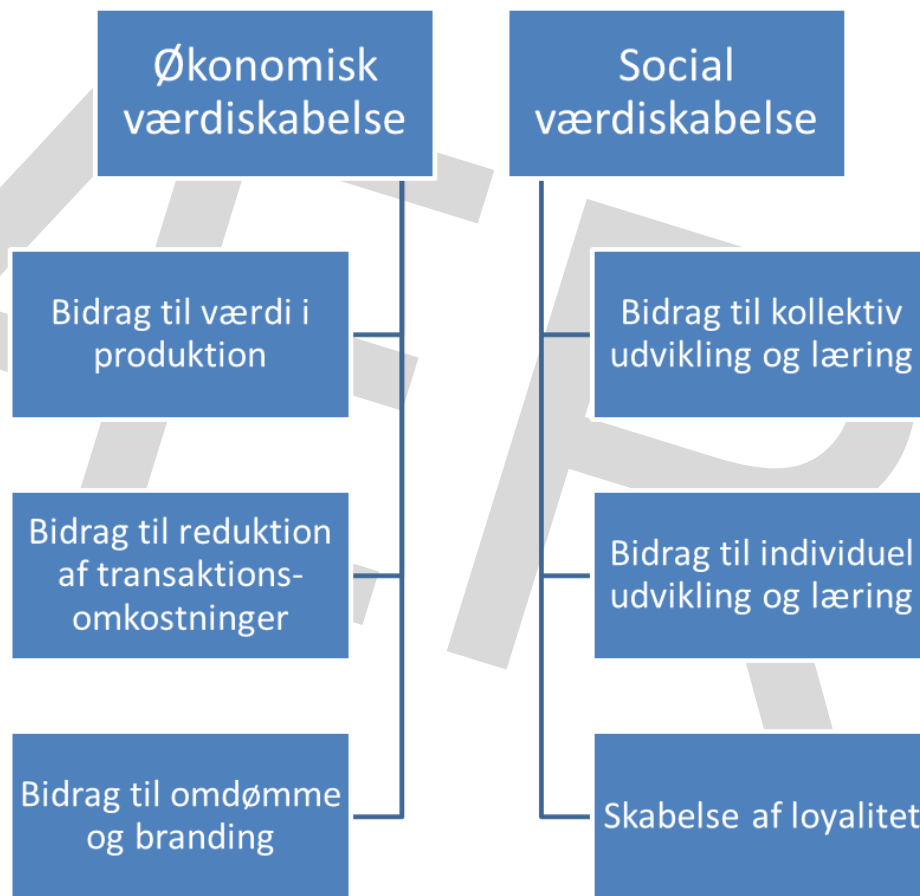 Økonomisk
værdiskabelse
Bidrag til værdi i
produktion
Bidrag til reduktion
af transaktions-
omkostninger
Bidrag til omdømme
og branding
Social
værdiskabelse
Bidrag til kollektiv
udvikling og læring
Bidrag til individuel
udvikling og læring
Skabelse af loyalitet